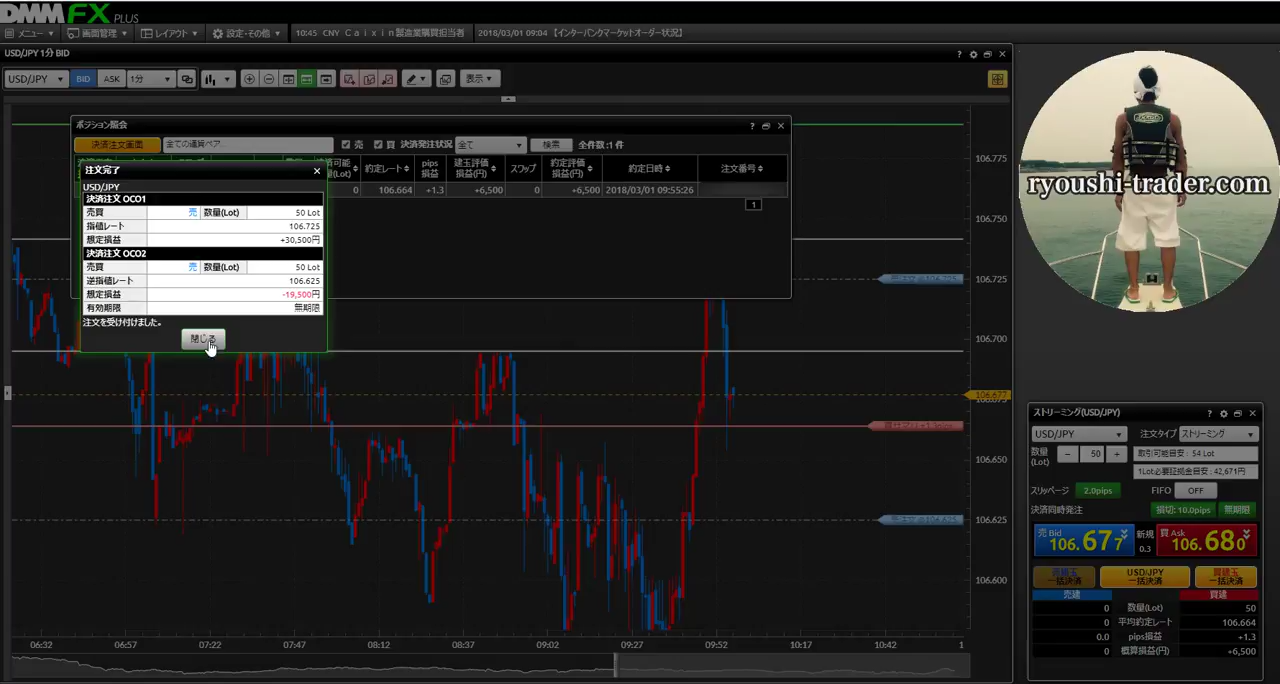 DMM FX PLUS
メニュー 画面管理 レイアウト 設定・その他 10:45 CNY Caixin製造業購買担当者 2018/03/01 09:04 【インターバンクマーケットオーダー状況】
USD/JPY 1分 BID
USD/JPY BID ASK 1分 表示
ポジション照会
決済注文画面 全ての通貨ペア... 売 買 決済発注状況 全て 検索 全件数:1 件
約定レート pips損益 建玉評価損益(円) スワップ 約定評価損益(円) 約定日時 注文番号
0 106.664 +1.3 +6,500 0 +6,500 2018/03/01 09:55:26
1
注文完了
USD/JPY
決済注文 OCO1
売買 売 数量(Lot) 50 Lot
指値レート 106.725
想定損益 +30,500円
決済注文 OCO2
売買 売 数量(Lot) 50 Lot
逆指値レート 106.625
想定損益 -19,500円
有効期限 無期限
注文を受け付けました。
閉じる
106.775
106.750
106.725
106.700
106.677
106.650
106.625
106.600
06:32 06:57 07:22 07:47 08:12 08:37 09:02 09:27 09:52 10:17 10:42 1
ryoushi-trader.com
ストリーミング(USD/JPY)
USD/JPY 注文タイプ ストリーミング
数量(Lot) − 50 + 取引可能目安 : 54 Lot
1Lot必要証拠金目安 : 42,671円
スリッページ 2.0pips FIFO OFF
決済同時発注 損切: 10.0pips 無期限
売 Bid 106.677 新規 0.3 買 Ask 106.680
売建玉一括決済 USD/JPY一括決済 買建玉一括決済
売建 買建
0 数量(Lot) 50
0 平均約定レート 106.664
0.0 pips損益 +1.3
0 概算損益(円) +6,500